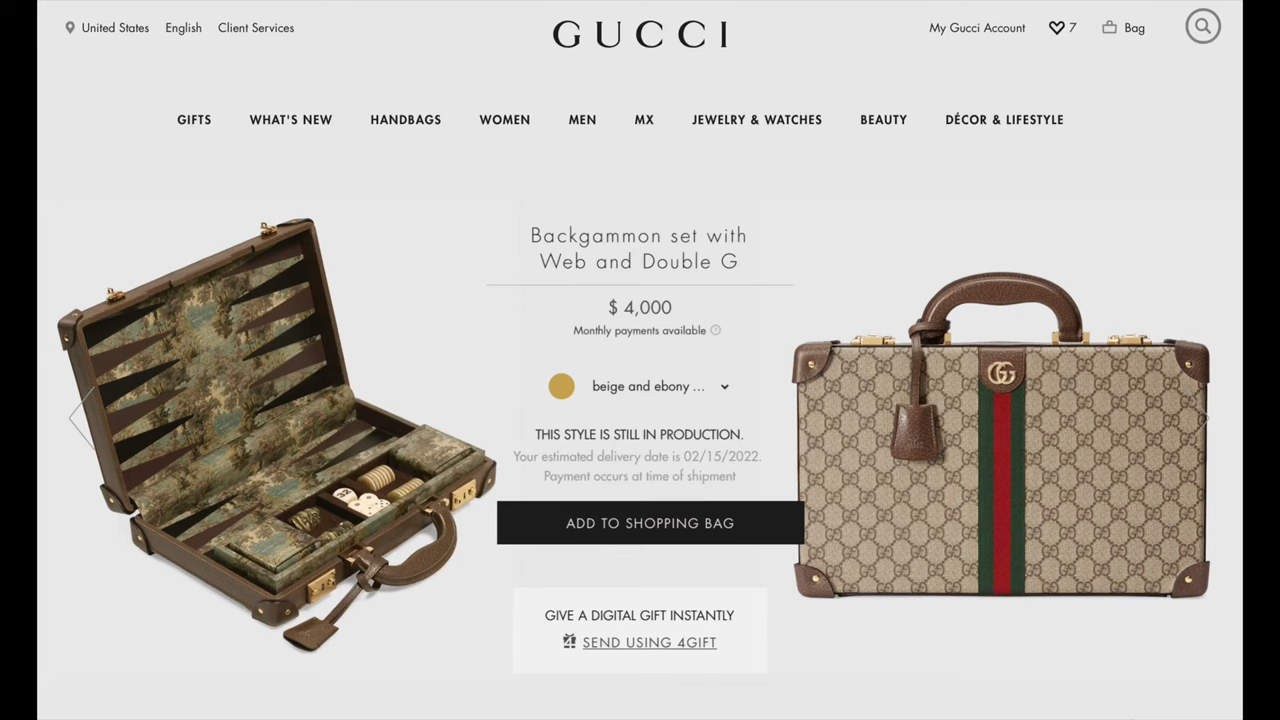 United States English Client Services
GUCCI
My Gucci Account 7 Bag
GIFTS WHAT'S NEW HANDBAGS WOMEN MEN MX JEWELRY & WATCHES BEAUTY DÉCOR & LIFESTYLE
Backgammon set with
Web and Double G
$ 4,000
Monthly payments available ?
beige and ebony ...
THIS STYLE IS STILL IN PRODUCTION.
Your estimated delivery date is 02/15/2022.
Payment occurs at time of shipment
ADD TO SHOPPING BAG
GIVE A DIGITAL GIFT INSTANTLY
SEND USING 4GIFT
32